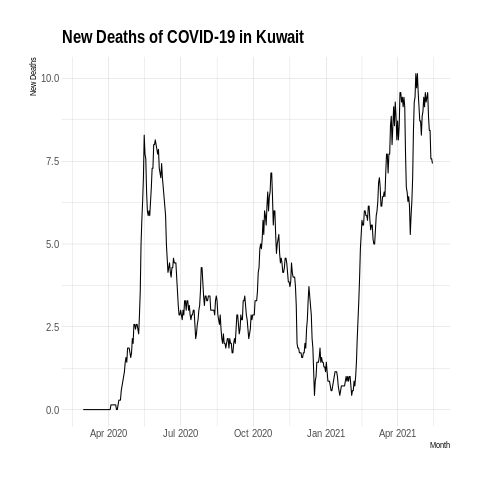 New Deaths of COVID-19 in Kuwait
New Deaths
10.0
7.5
5.0
2.5
0.0
Apr 2020 Jul 2020 Oct 2020 Jan 2021 Apr 2021
Month